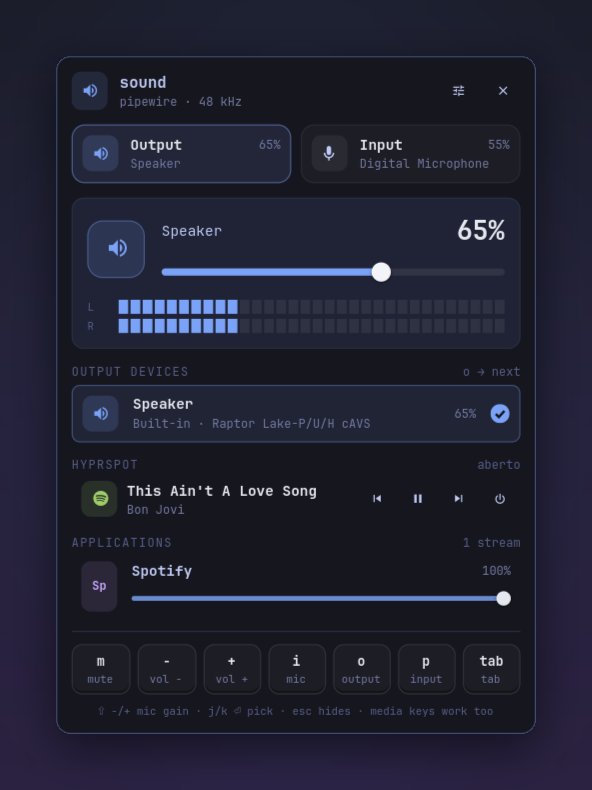 sound
pipewire · 48 kHz
Output 65%
Speaker
Input 55%
Digital Microphone
Speaker 65%
L
R
OUTPUT DEVICES o → next
Speaker
Built-in · Raptor Lake-P/U/H cAVS 65%
HYPRSPOT aberto
This Ain't A Love Song
Bon Jovi
APPLICATIONS 1 stream
Sp Spotify 100%
m - + i o p tab
mute vol - vol + mic output input tab
⇧ -/+ mic gain · j/k ⏎ pick · esc hides · media keys work too